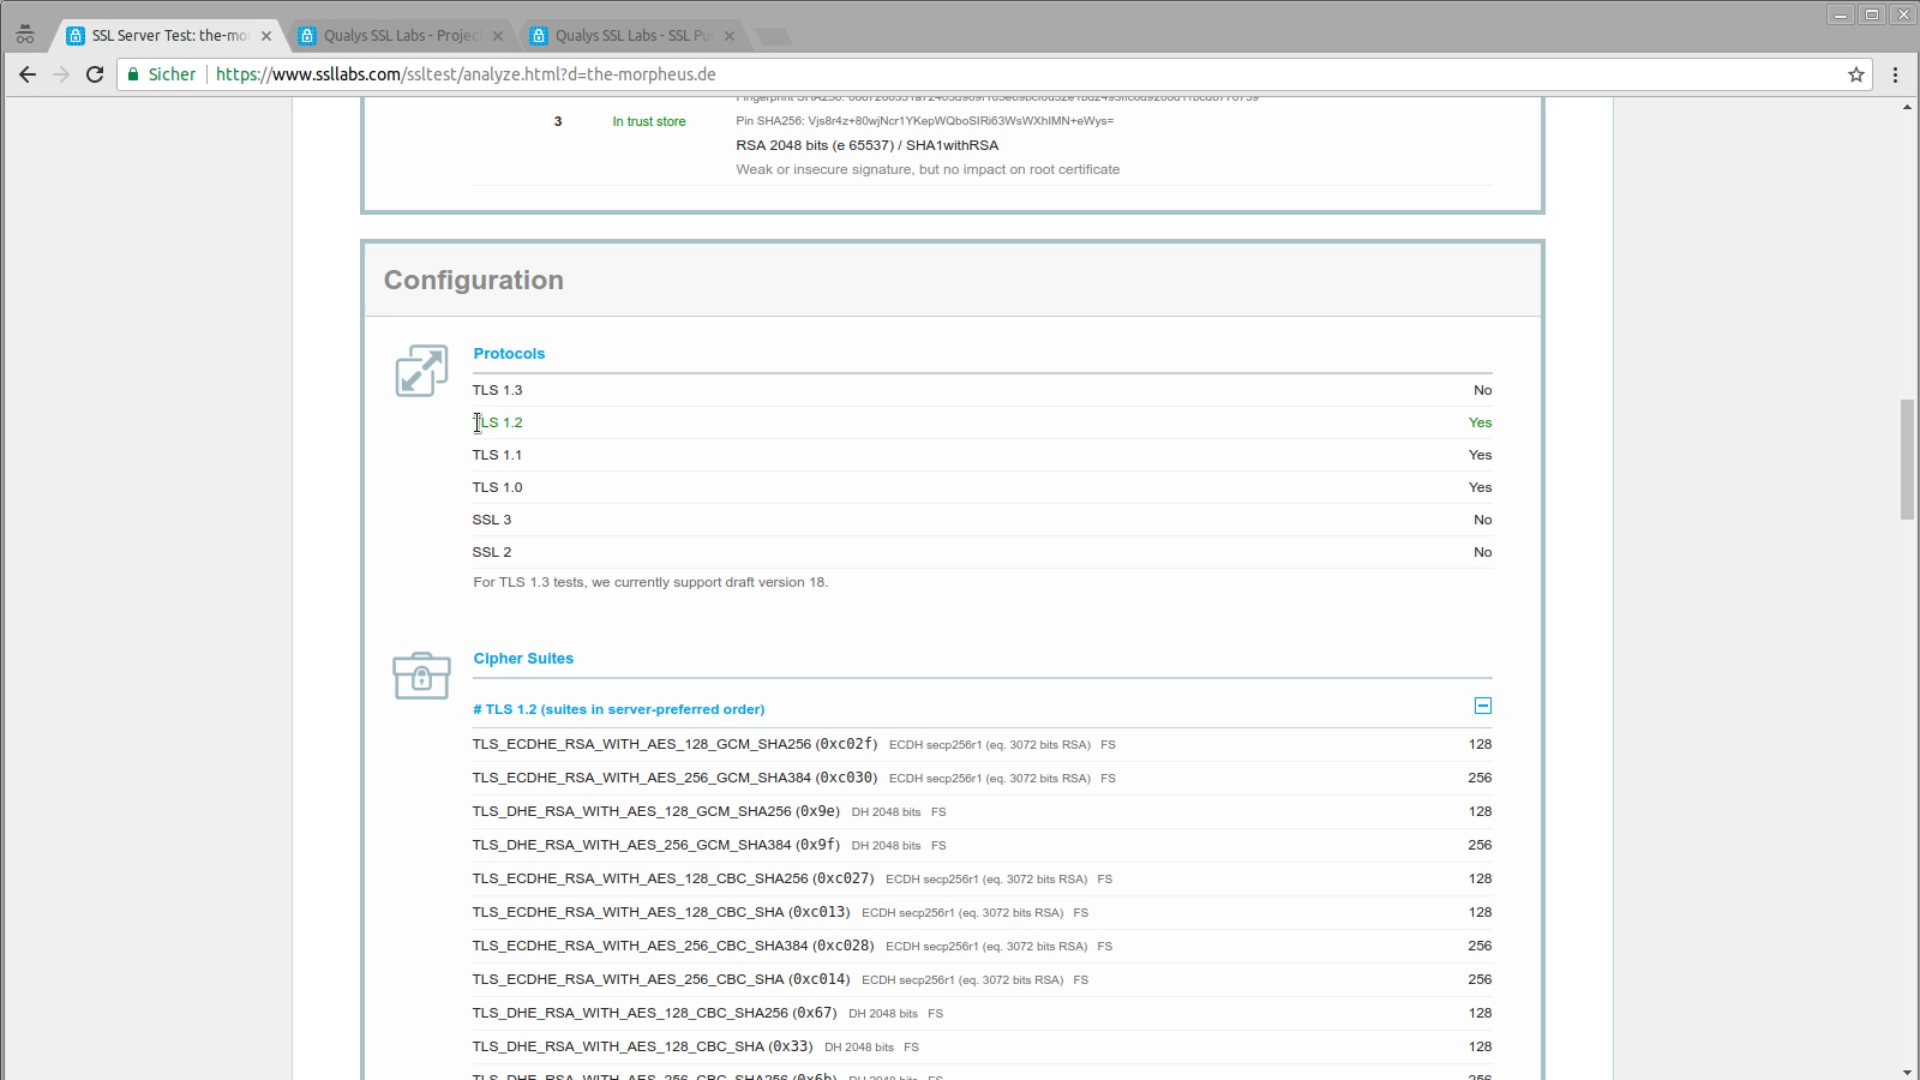 SSL Server Test: the-mo
Qualys SSL Labs - Projec
Qualys SSL Labs - SSL Pu
Sicher
https://www.ssllabs.com/ssltest/analyze.html?d=the-morpheus.de
3
In trust store
Pin SHA256: Vjs8r4z+80wjNcr1YKepWQboSIRi63WsWXhIMN+eWys=
RSA 2048 bits (e 65537) / SHA1withRSA
Weak or insecure signature, but no impact on root certificate
Configuration
Protocols
TLS 1.3 No
TLS 1.2 Yes
TLS 1.1 Yes
TLS 1.0 Yes
SSL 3 No
SSL 2 No
For TLS 1.3 tests, we currently support draft version 18.
Cipher Suites
# TLS 1.2 (suites in server-preferred order)
TLS_ECDHE_RSA_WITH_AES_128_GCM_SHA256 (0xc02f) ECDH secp256r1 (eq. 3072 bits RSA) FS 128
TLS_ECDHE_RSA_WITH_AES_256_GCM_SHA384 (0xc030) ECDH secp256r1 (eq. 3072 bits RSA) FS 256
TLS_DHE_RSA_WITH_AES_128_GCM_SHA256 (0x9e) DH 2048 bits FS 128
TLS_DHE_RSA_WITH_AES_256_GCM_SHA384 (0x9f) DH 2048 bits FS 256
TLS_ECDHE_RSA_WITH_AES_128_CBC_SHA256 (0xc027) ECDH secp256r1 (eq. 3072 bits RSA) FS 128
TLS_ECDHE_RSA_WITH_AES_128_CBC_SHA (0xc013) ECDH secp256r1 (eq. 3072 bits RSA) FS 128
TLS_ECDHE_RSA_WITH_AES_256_CBC_SHA384 (0xc028) ECDH secp256r1 (eq. 3072 bits RSA) FS 256
TLS_ECDHE_RSA_WITH_AES_256_CBC_SHA (0xc014) ECDH secp256r1 (eq. 3072 bits RSA) FS 256
TLS_DHE_RSA_WITH_AES_128_CBC_SHA256 (0x67) DH 2048 bits FS 128
TLS_DHE_RSA_WITH_AES_128_CBC_SHA (0x33) DH 2048 bits FS 128
TLS_DHE_RSA_WITH_AES_256_CBC_SHA256 (0x6b) DH 2048 bits FS 256